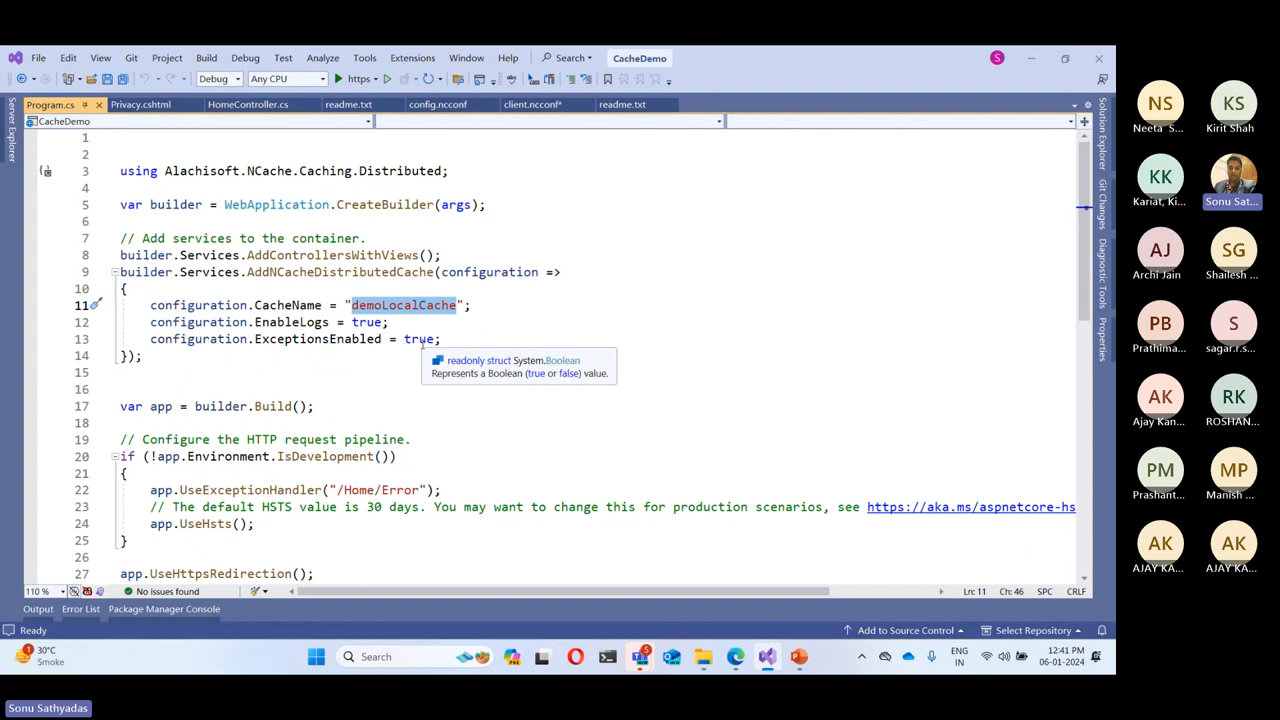 File Edit View Git Project Build Debug Test Analyze Tools Extensions Window Help Search CacheDemo S
Debug Any CPU https
Program.cs Privacy.cshtml HomeController.cs readme.txt config.ncconf client.ncconf* readme.txt
CacheDemo
Server Explorer
Solution Explorer
Git Changes
Diagnostic Tools
Properties
1
2
3 using Alachisoft.NCache.Caching.Distributed;
4
5 var builder = WebApplication.CreateBuilder(args);
6
7 // Add services to the container.
8 builder.Services.AddControllersWithViews();
9 builder.Services.AddNCacheDistributedCache(configuration =>
10 {
11 configuration.CacheName = "demoLocalCache";
12 configuration.EnableLogs = true;
13 configuration.ExceptionsEnabled = true;
14 });
readonly struct System.Boolean
Represents a Boolean (true or false) value.
15
16
17 var app = builder.Build();
18
19 // Configure the HTTP request pipeline.
20 if (!app.Environment.IsDevelopment())
21 {
22 app.UseExceptionHandler("/Home/Error");
23 // The default HSTS value is 30 days. You may want to change this for production scenarios, see https://aka.ms/aspnetcore-hs
24 app.UseHsts();
25 }
26
27 app.UseHttpsRedirection();
110 % No issues found Ln: 11 Ch: 46 SPC CRLF
Output Error List Package Manager Console
Ready Add to Source Control Select Repository
30°C
Smoke
1
Search
5
ENG
IN
12:41 PM
06-01-2024
NS
Neeta S...
KS
Kirit Shah
KK
Kariat, Ki...
Sonu Sat...
AJ
Archi Jain
SG
Shailesh ...
PB
Prathima...
S
sagar.r.s...
AK
Ajay Kan...
RK
ROSHAN...
PM
Prashant...
MP
Manish ...
AK
AJAY KA...
AK
AJAY KA...
Sonu Sathyadas